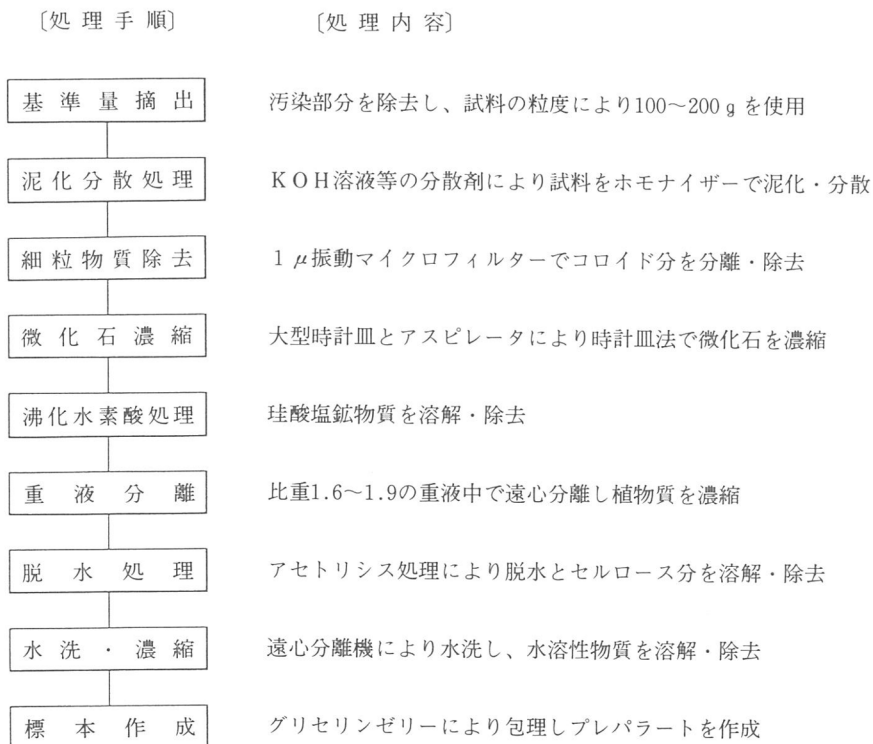 〔処理手順〕 〔処理内容〕
基準量摘出 汚染部分を除去し、試料の粒度により100〜200gを使用
泥化分散処理 KOH溶液等の分散剤により試料をホモナイザーで泥化・分散
細粒物質除去 1μ振動マイクロフィルターでコロイド分を分離・除去
微化石濃縮 大型時計皿とアスピレータにより時計皿法で微化石を濃縮
沸化水素酸処理 珪酸塩鉱物質を溶解・除去
重液分離 比重1.6〜1.9の重液中で遠心分離し植物質を濃縮
脱水処理 アセトリシス処理により脱水とセルロース分を溶解・除去
水洗・濃縮 遠心分離機により水洗し、水溶性物質を溶解・除去
標本作成 グリセリンゼリーにより包理しプレパラートを作成